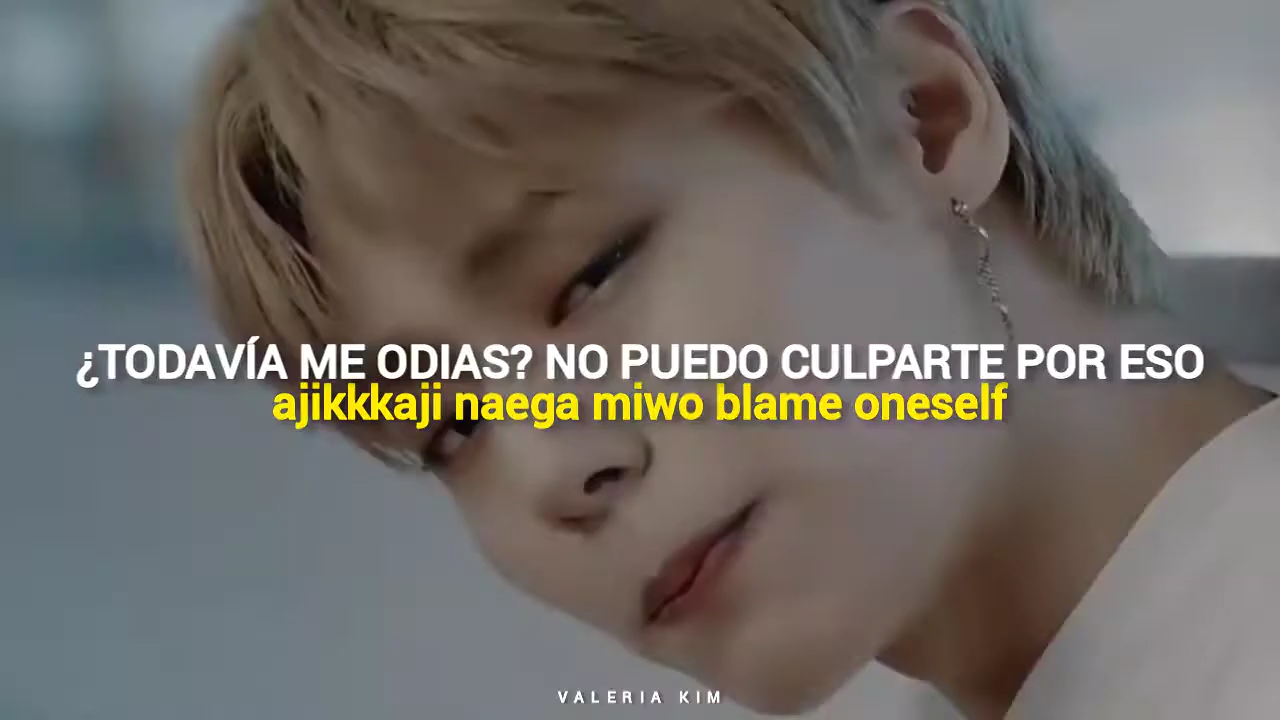 ¿TODAVÍA ME ODIAS? NO PUEDO CULPARTE POR ESO
ajikkkaji naega miwo blame oneself
VALERIA KIM